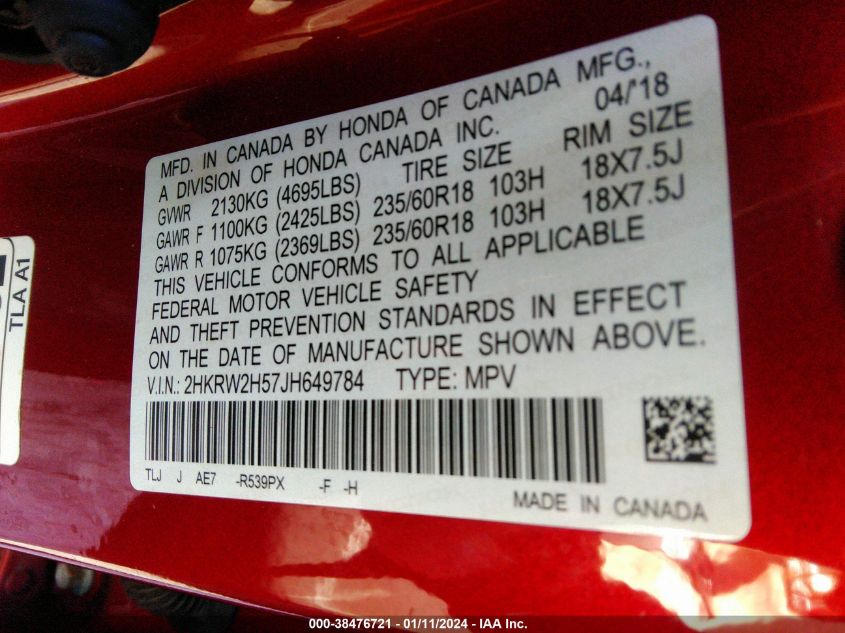 MFD. IN CANADA BY HONDA OF CANADA MFG.,
A DIVISION OF HONDA CANADA INC. 04/'18
GVWR 2130KG (4695LBS) TIRE SIZE RIM SIZE
GAWR F 1100KG (2425LBS) 235/60R18 103H 18X7.5J
GAWR R 1075KG (2369LBS) 235/60R18 103H 18X7.5J
THIS VEHICLE CONFORMS TO ALL APPLICABLE
FEDERAL MOTOR VEHICLE SAFETY
AND THEFT PREVENTION STANDARDS IN EFFECT
ON THE DATE OF MANUFACTURE SHOWN ABOVE.
V.I.N.: 2HKRW2H57JH649784 TYPE: MPV
TLJ J AE7 -R539PX -F -H
MADE IN CANADA
TLA A1
000-38476721 - 01/11/2024 - IAA Inc.